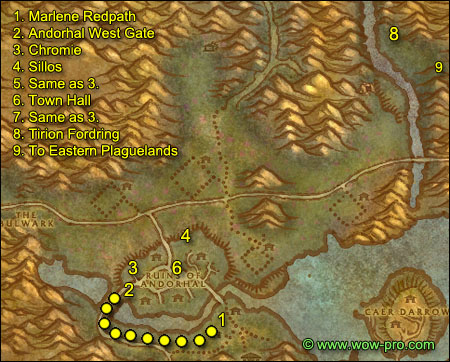 1. Marlene Redpath
2. Andorhal West Gate
3. Chromie
4. Sillos
5. Same as 3.
6. Town Hall
7. Same as 3.
8. Tirion Fordring
9. To Eastern Plaguelands
8
9
THE
BULWARK
4
3
6
RUINS OF
ANDORHAL
2
1
CAER DARROW
© www.wow-pro.com